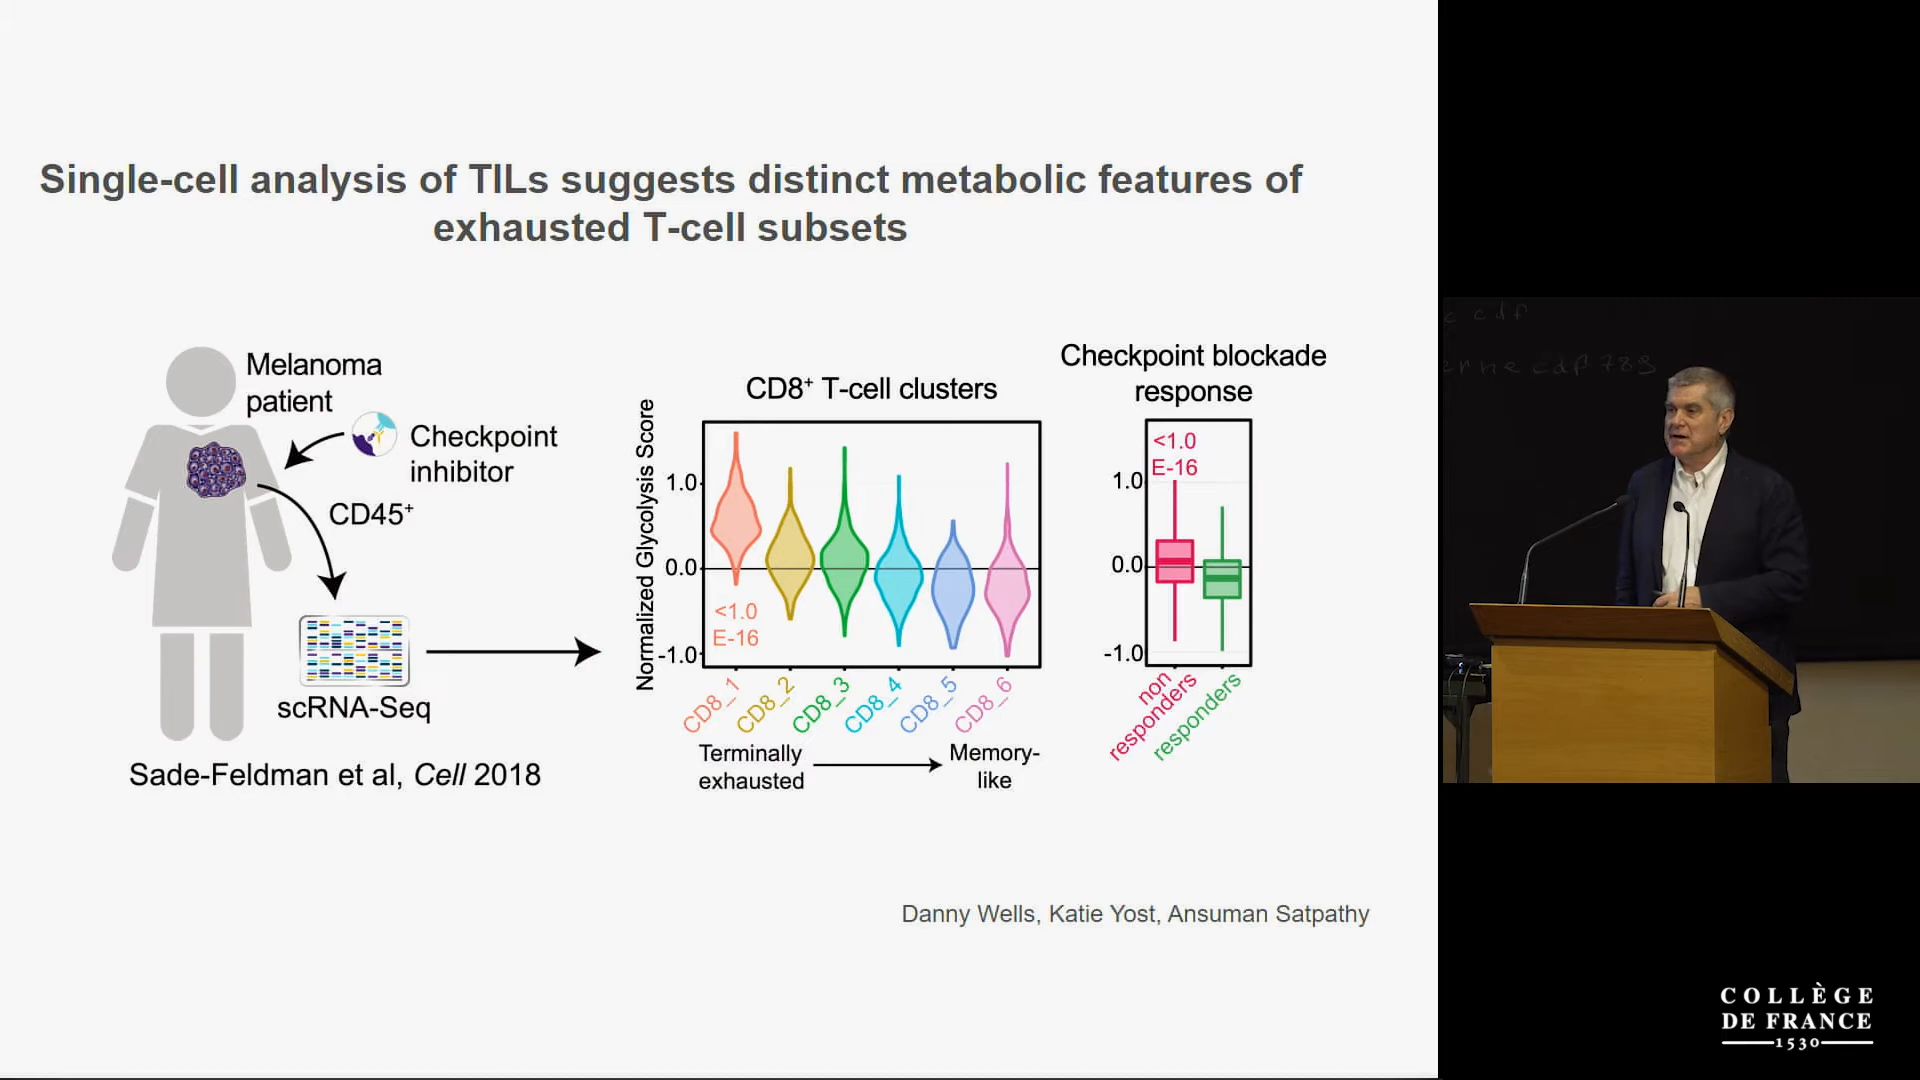 Single-cell analysis of TILs suggests distinct metabolic features of
exhausted T-cell subsets
Melanoma
patient
Checkpoint
inhibitor
CD45+
scRNA-Seq
Sade-Feldman et al, Cell 2018
CD8+ T-cell clusters
Normalized Glycolysis Score
1.0
0.0
-1.0
<1.0
E-16
CD8_1
CD8_2
CD8_3
CD8_4
CD8_5
CD8_6
Terminally
exhausted
Memory-
like
Checkpoint blockade
response
<1.0
E-16
1.0
0.0
-1.0
non
responders
responders
Danny Wells, Katie Yost, Ansuman Satpathy
cdf
cdf 789
COLLÈGE
DE FRANCE
1530